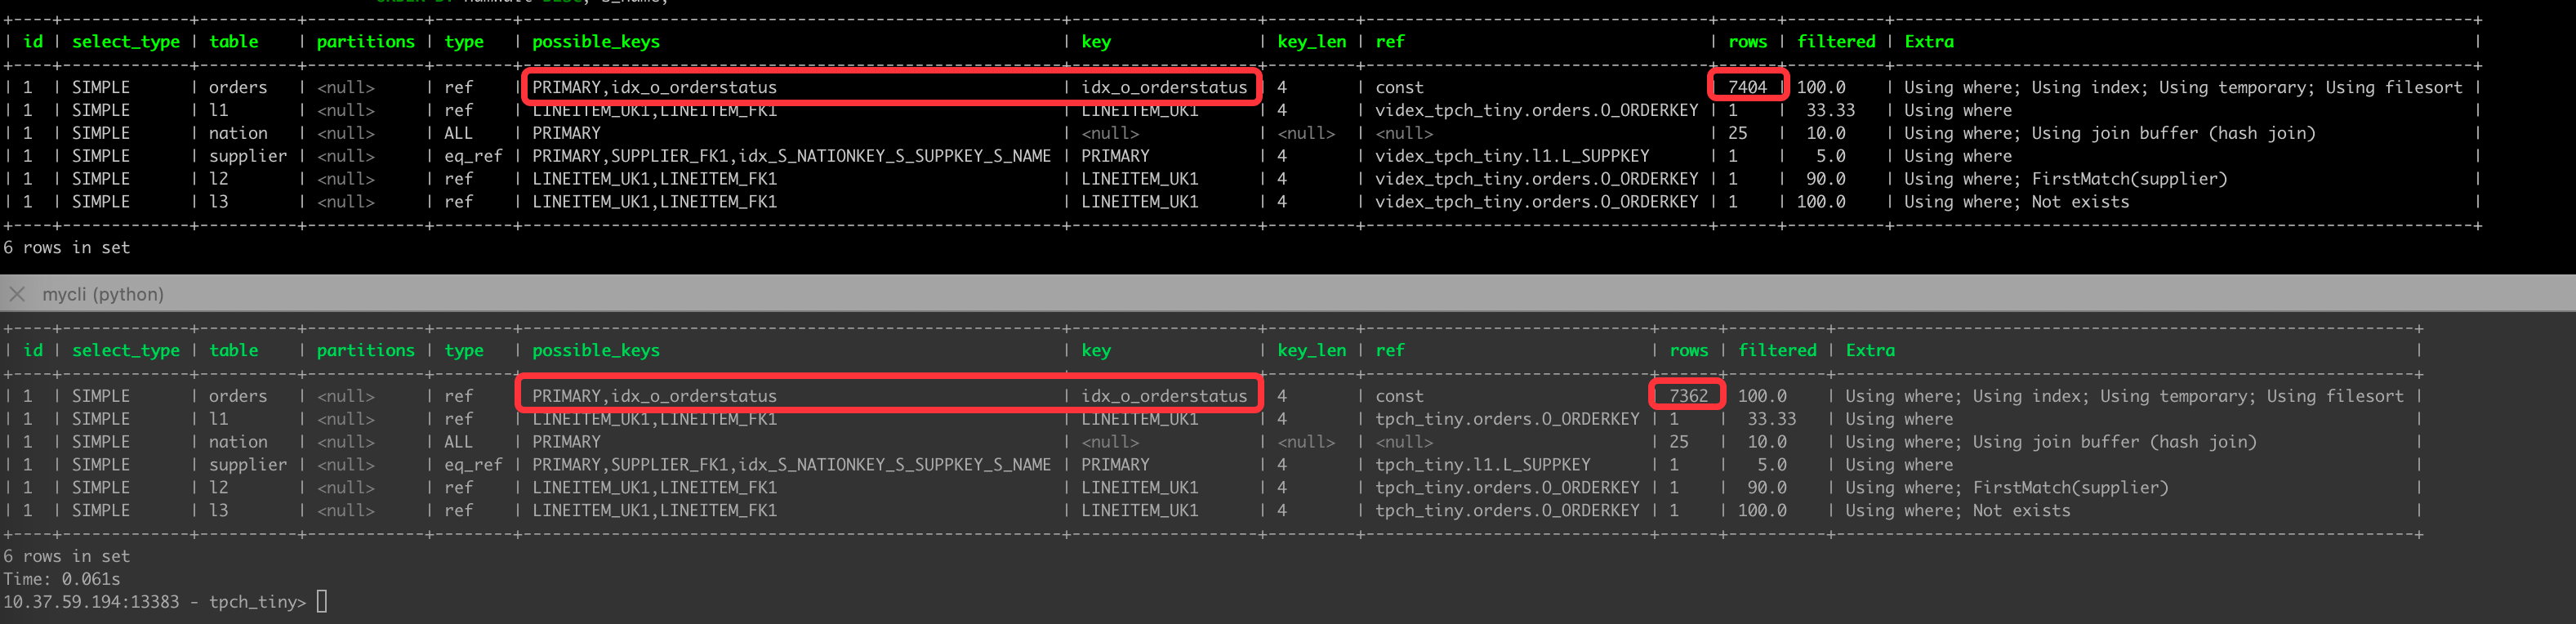 +----+-------------+----------+------------+--------+-----------------------------------------------------+-------------------+---------+----------------------------------+------+----------+----------------------------------------------------------+
| id | select_type | table | partitions | type | possible_keys | key | key_len | ref | rows | filtered | Extra |
+----+-------------+----------+------------+--------+-----------------------------------------------------+-------------------+---------+----------------------------------+------+----------+----------------------------------------------------------+
| 1 | SIMPLE | orders | <null> | ref | PRIMARY,idx_o_orderstatus | idx_o_orderstatus | 4 | const | 7404 | 100.0 | Using where; Using index; Using temporary; Using filesort |
| 1 | SIMPLE | l1 | <null> | ref | LINEITEM_UK1,LINEITEM_FK1 | LINEITEM_UK1 | 4 | videx_tpch_tiny.orders.O_ORDERKEY | 1 | 33.33 | Using where |
| 1 | SIMPLE | nation | <null> | ALL | PRIMARY | <null> | <null> | <null> | 25 | 10.0 | Using where; Using join buffer (hash join) |
| 1 | SIMPLE | supplier | <null> | eq_ref | PRIMARY,SUPPLIER_FK1,idx_S_NATIONKEY_S_SUPPKEY_S_NAME | PRIMARY | 4 | videx_tpch_tiny.l1.L_SUPPKEY | 1 | 5.0 | Using where |
| 1 | SIMPLE | l2 | <null> | ref | LINEITEM_UK1,LINEITEM_FK1 | LINEITEM_UK1 | 4 | videx_tpch_tiny.orders.O_ORDERKEY | 1 | 90.0 | Using where; FirstMatch(supplier) |
| 1 | SIMPLE | l3 | <null> | ref | LINEITEM_UK1,LINEITEM_FK1 | LINEITEM_UK1 | 4 | videx_tpch_tiny.orders.O_ORDERKEY | 1 | 100.0 | Using where; Not exists |
6 rows in set
mycli (python)
| id | select_type | table | partitions | type | possible_keys | key | key_len | ref | rows | filtered | Extra |
| 1 | SIMPLE | orders | <null> | ref | PRIMARY,idx_o_orderstatus | idx_o_orderstatus | 4 | const | 7362 | 100.0 | Using where; Using index; Using temporary; Using filesort |
| 1 | SIMPLE | l1 | <null> | ref | LINEITEM_UK1,LINEITEM_FK1 | LINEITEM_UK1 | 4 | tpch_tiny.orders.O_ORDERKEY | 1 | 33.33 | Using where |
| 1 | SIMPLE | nation | <null> | ALL | PRIMARY | <null> | <null> | <null> | 25 | 10.0 | Using where; Using join buffer (hash join) |
| 1 | SIMPLE | supplier | <null> | eq_ref | PRIMARY,SUPPLIER_FK1,idx_S_NATIONKEY_S_SUPPKEY_S_NAME | PRIMARY | 4 | tpch_tiny.l1.L_SUPPKEY | 1 | 5.0 | Using where |
| 1 | SIMPLE | l2 | <null> | ref | LINEITEM_UK1,LINEITEM_FK1 | LINEITEM_UK1 | 4 | tpch_tiny.orders.O_ORDERKEY | 1 | 90.0 | Using where; FirstMatch(supplier) |
| 1 | SIMPLE | l3 | <null> | ref | LINEITEM_UK1,LINEITEM_FK1 | LINEITEM_UK1 | 4 | tpch_tiny.orders.O_ORDERKEY | 1 | 100.0 | Using where; Not exists |
6 rows in set
Time: 0.061s
10.37.59.194:13383 - tpch_tiny>